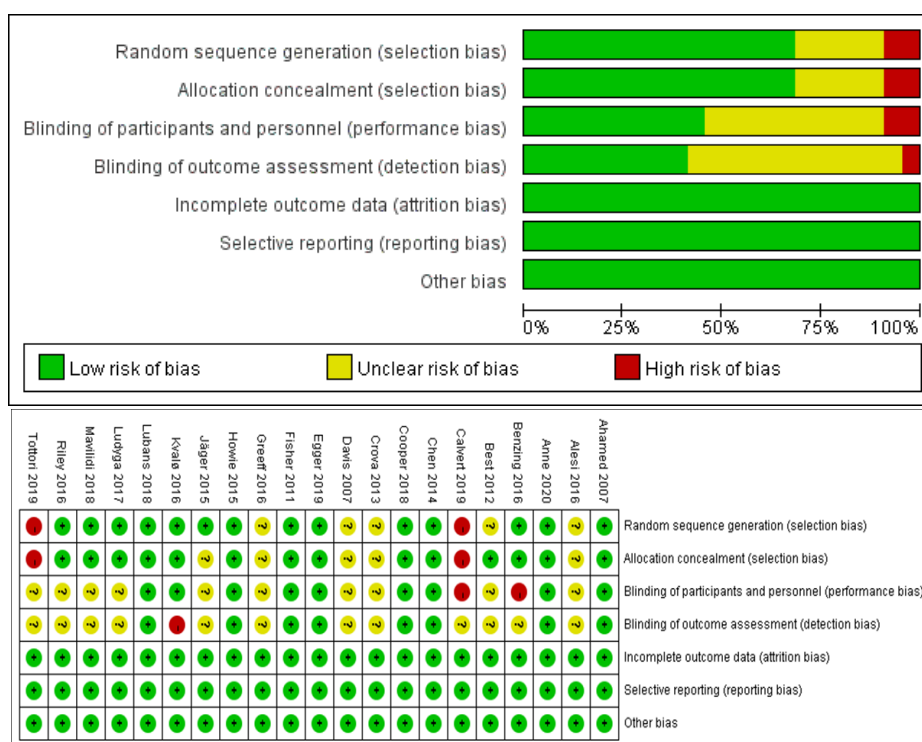 Random sequence generation (selection bias)
Allocation concealment (selection bias)
Blinding of participants and personnel (performance bias)
Blinding of outcome assessment (detection bias)
Incomplete outcome data (attrition bias)
Selective reporting (reporting bias)
Other bias
0% 25% 50% 75% 100%
Low risk of bias Unclear risk of bias High risk of bias
Tottori 2019
Riley 2016
Mavilidi 2018
Ludyga 2017
Lubans 2018
Kvalø 2016
Jäger 2015
Howie 2015
Greeff 2016
Fisher 2011
Egger 2019
Davis 2007
Crova 2013
Cooper 2018
Chen 2014
Calvert 2019
Best 2012
Benzing 2016
Anne 2020
Alesi 2016
Ahamed 2007
- + + + + + + + ? + + ? ? + + - ? + + ? + Random sequence generation (selection bias)
- + + + + + ? + ? + + ? ? + + - ? + + ? + Allocation concealment (selection bias)
? ? ? ? + + ? + ? + + ? ? + + - ? - + ? + Blinding of participants and personnel (performance bias)
? ? ? ? + - ? + ? + + ? ? + + ? ? ? + ? + Blinding of outcome assessment (detection bias)
+ + + + + + + + + + + + + + + + + + + + + Incomplete outcome data (attrition bias)
+ + + + + + + + + + + + + + + + + + + + + Selective reporting (reporting bias)
+ + + + + + + + + + + + + + + + + + + + + Other bias